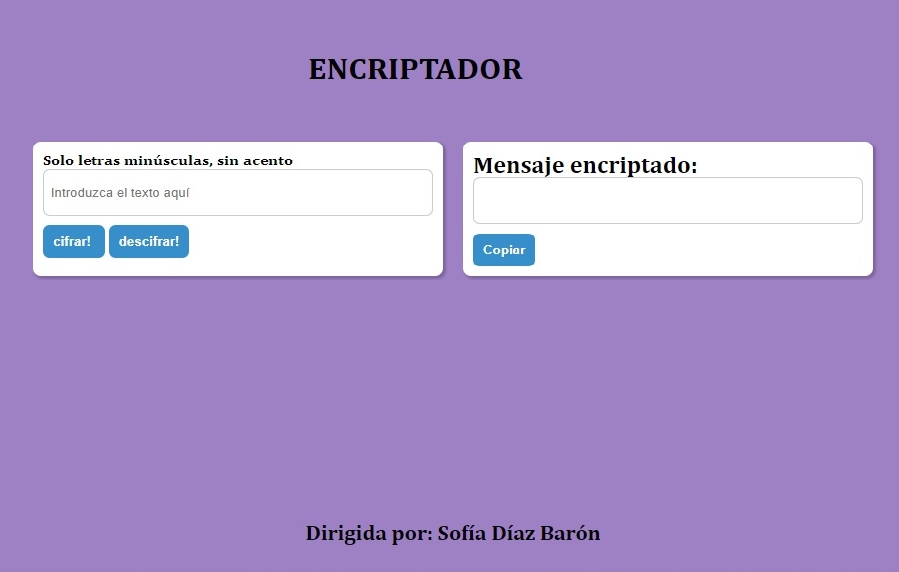 ENCRIPTADOR
Solo letras minúsculas, sin acento
Introduzca el texto aquí
cifrar! descifrar!
Mensaje encriptado:
Copiar
Dirigida por: Sofía Díaz Barón